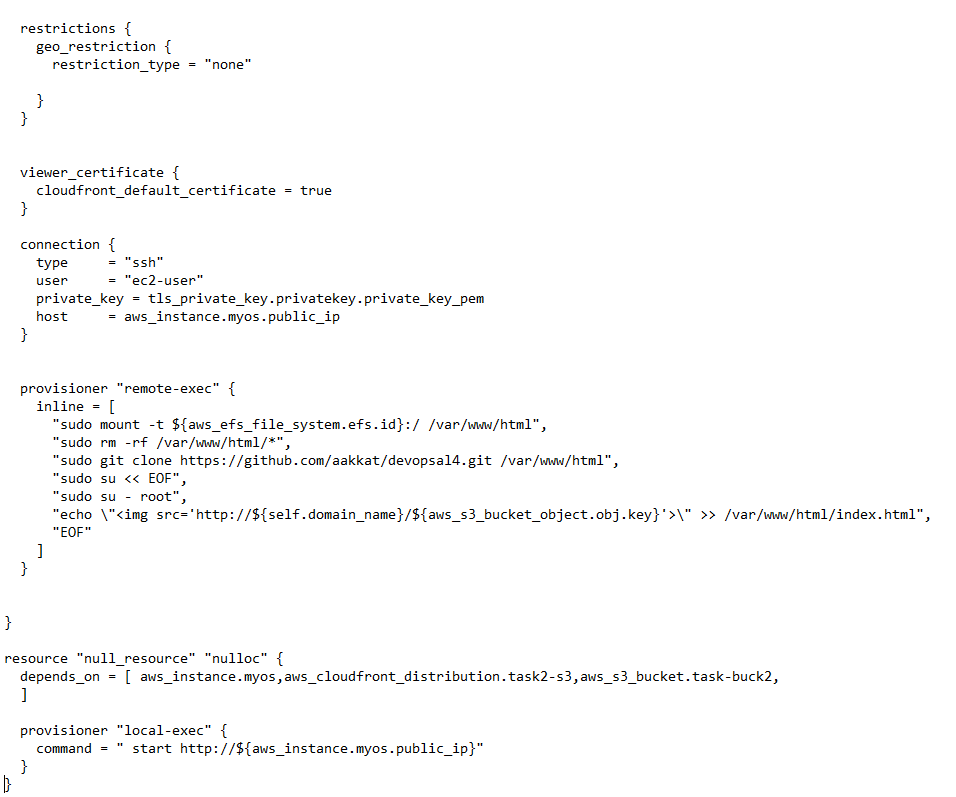 restrictions {
geo_restriction {
restriction_type = "none"
}
}
viewer_certificate {
cloudfront_default_certificate = true
}
connection {
type     = "ssh"
user     = "ec2-user"
private_key = tls_private_key.privatekey.private_key_pem
host     = aws_instance.myos.public_ip
}
provisioner "remote-exec" {
inline = [
"sudo mount -t ${aws_efs_file_system.efs.id}:/ /var/www/html",
"sudo rm -rf /var/www/html/*",
"sudo git clone https://github.com/aakkat/devopsal4.git /var/www/html",
"sudo su << EOF",
"sudo su - root",
"echo \"<img src='http://${self.domain_name}/${aws_s3_bucket_object.obj.key}'>\" >> /var/www/html/index.html",
"EOF"
]
}
}
resource "null_resource" "nulloc" {
depends_on = [ aws_instance.myos,aws_cloudfront_distribution.task2-s3,aws_s3_bucket.task-buck2,
]
provisioner "local-exec" {
command = " start http://${aws_instance.myos.public_ip}"
}
}